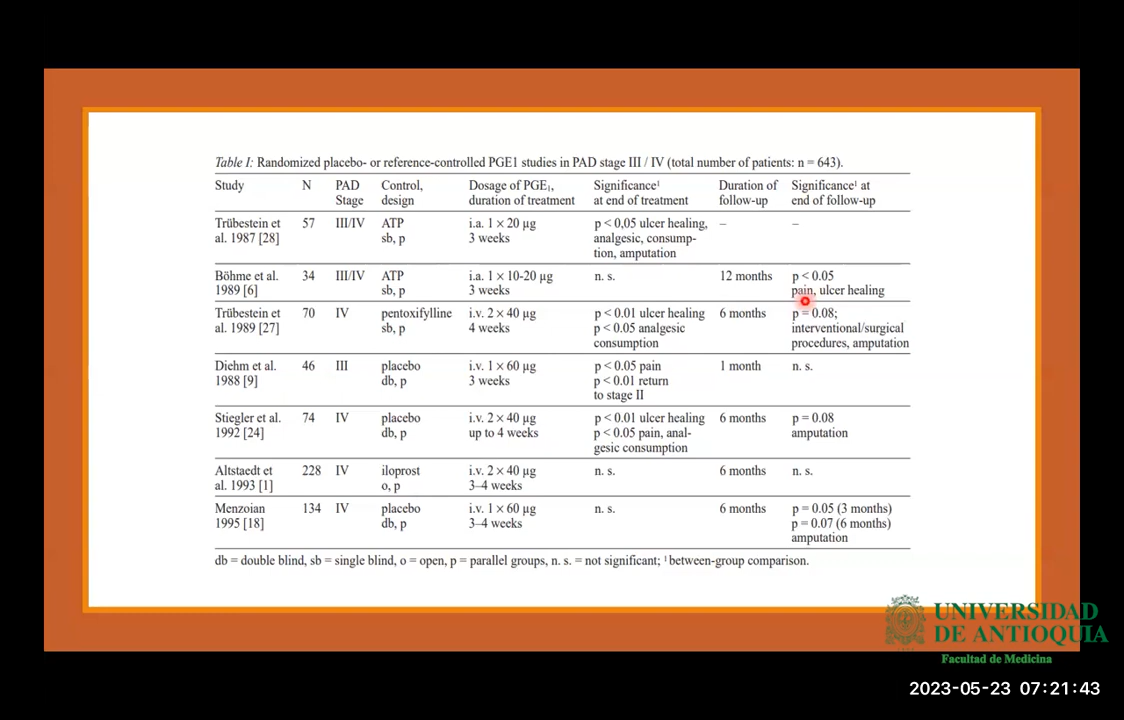 Table I: Randomized placebo- or reference-controlled PGE1 studies in PAD stage III / IV (total number of patients: n = 643).
Study N PAD Stage Control, design Dosage of PGE₁, duration of treatment Significance¹ at end of treatment Duration of follow-up Significance¹ at end of follow-up
Trübestein et al. 1987 [28] 57 III/IV ATP sb, p i.a. 1 × 20 µg 3 weeks p < 0,05 ulcer healing, analgesic, consump-tion, amputation – –
Böhme et al. 1989 [6] 34 III/IV ATP sb, p i.a. 1 × 10-20 µg 3 weeks n. s. 12 months p < 0.05 pain, ulcer healing
Trübestein et al. 1989 [27] 70 IV pentoxifylline sb, p i.v. 2 × 40 µg 4 weeks p < 0.01 ulcer healing p < 0.05 analgesic consumption 6 months p = 0.08; interventional/surgical procedures, amputation
Diehm et al. 1988 [9] 46 III placebo db, p i.v. 1 × 60 µg 3 weeks p < 0.05 pain p < 0.01 return to stage II 1 month n. s.
Stiegler et al. 1992 [24] 74 IV placebo db, p i.v. 2 × 40 µg up to 4 weeks p < 0.01 ulcer healing p < 0.05 pain, anal-gesic consumption 6 months p = 0.08 amputation
Altstaedt et al. 1993 [1] 228 IV iloprost o, p i.v. 2 × 40 µg 3–4 weeks n. s. 6 months n. s.
Menzoian 1995 [18] 134 IV placebo db, p i.v. 1 × 60 µg 3–4 weeks n. s. 6 months p = 0.05 (3 months) p = 0.07 (6 months) amputation
db = double blind, sb = single blind, o = open, p = parallel groups, n. s. = not significant; ¹ between-group comparison.
UNIVERSIDAD
DE ANTIOQUIA
Facultad de Medicina
2023-05-23 07:21:43